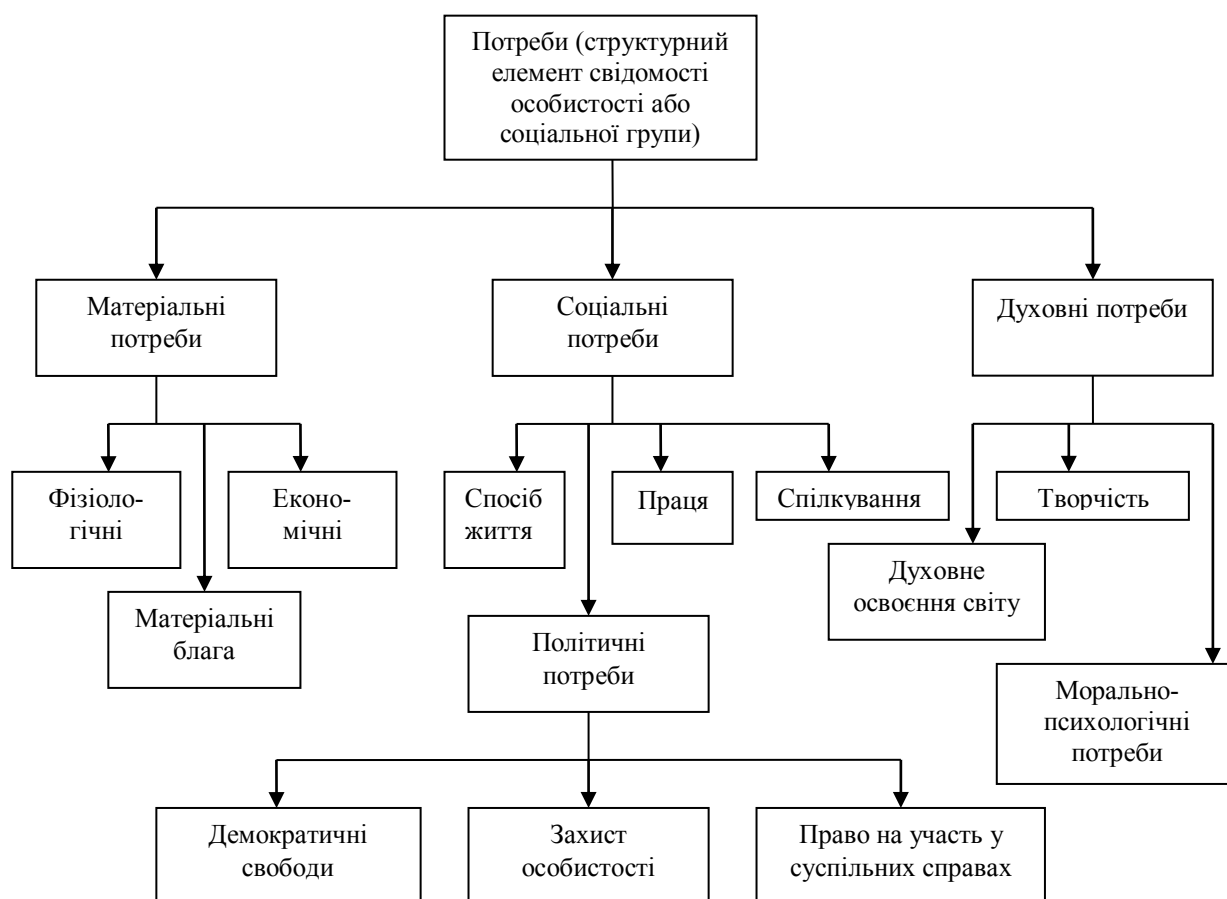 Потреби (структурний
елемент свідомості
особистості або
соціальної групи)
Матеріальні
потреби
Соціальні
потреби
Духовні потреби
Фізіоло-
гічні
Еконо-
мічні
Спосіб
життя
Праця
Спілкування
Творчість
Матеріальні
блага
Духовне
освоєння світу
Політичні
потреби
Морально-
психологічні
потреби
Демократичні
свободи
Захист
особистості
Право на участь у
суспільних справах